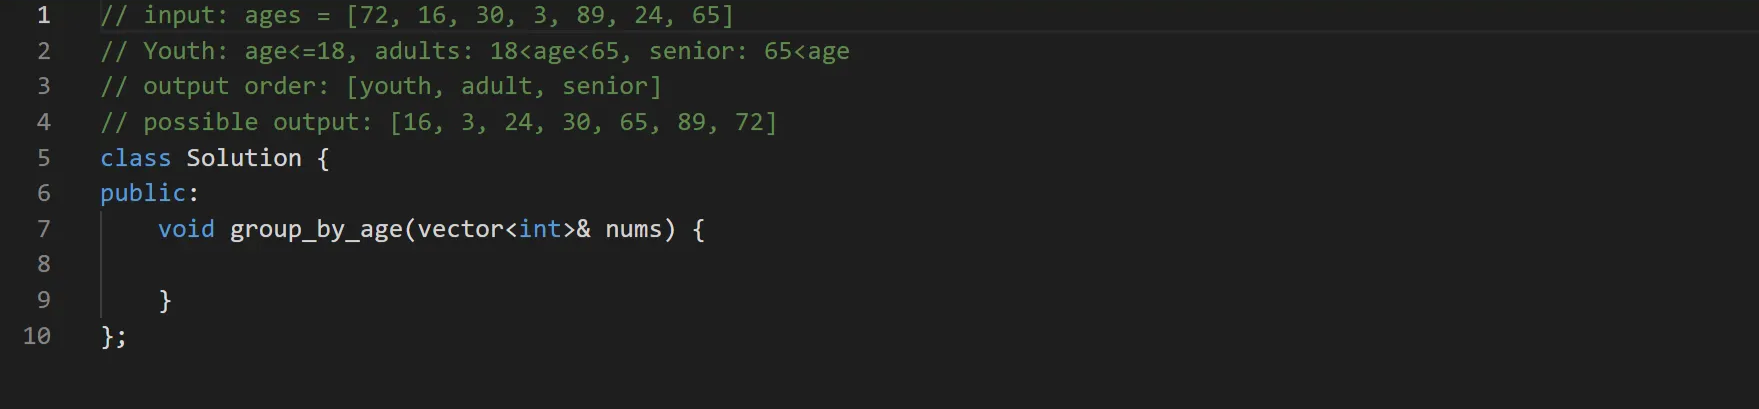 1 // input: ages = [72, 16, 30, 3, 89, 24, 65]
2 // Youth: age<=18, adults: 18<age<65, senior: 65<age
3 // output order: [youth, adult, senior]
4 // possible output: [16, 3, 24, 30, 65, 89, 72]
5 class Solution {
6 public:
7     void group_by_age(vector<int>& nums) {
8
9     }
10 };